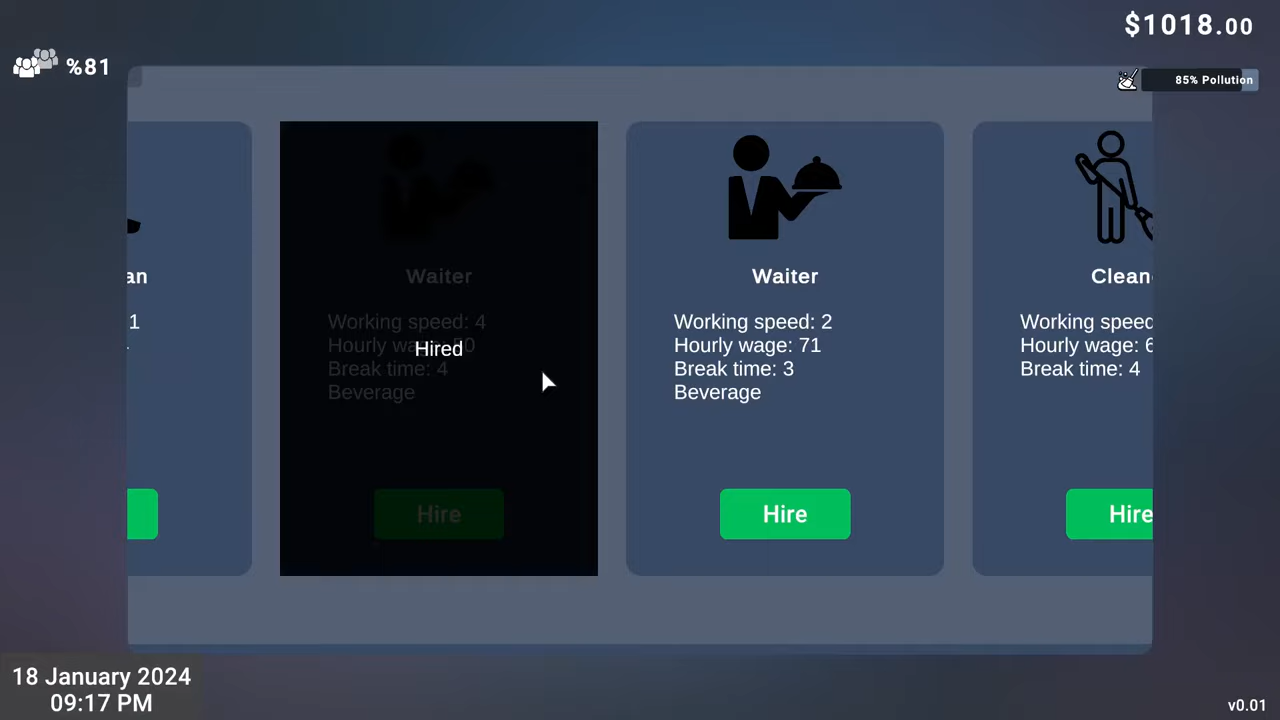 $1018.00
%81
85% Pollution
an
1
Waiter
Working speed: 4
Hourly wage: 50
Break time: 4
Beverage
Hired
Hire
Waiter
Working speed: 2
Hourly wage: 71
Break time: 3
Beverage
Hire
Clean
Working speed
Hourly wage: 6
Break time: 4
Hire
18 January 2024
09:17 PM
v0.01